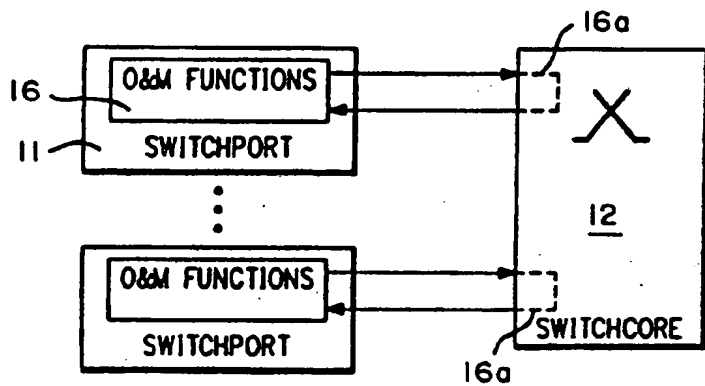 16a
16
O&M FUNCTIONS
11
SWITCHPORT
12
O&M FUNCTIONS
SWITCHPORT
SWITCHCORE
16a